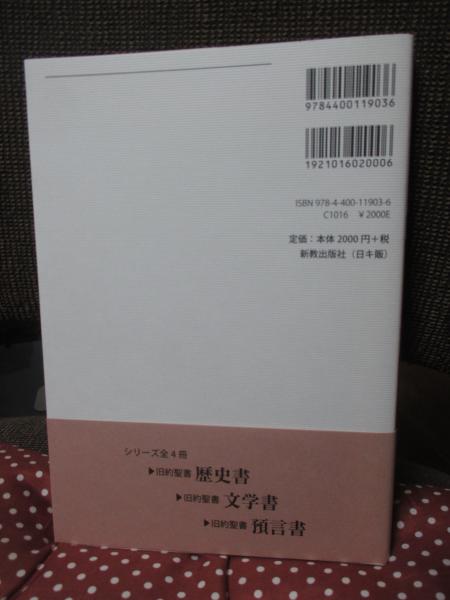 9784400119036
1921016020006
ISBN 978-4-400-11903-6
C1016 ￥2000E
定価：本体 2000 円＋税
新教出版社（日キ販）
シリーズ全4冊
▶旧約聖書 歴史書
▶旧約聖書 文学書
▶旧約聖書 預言書